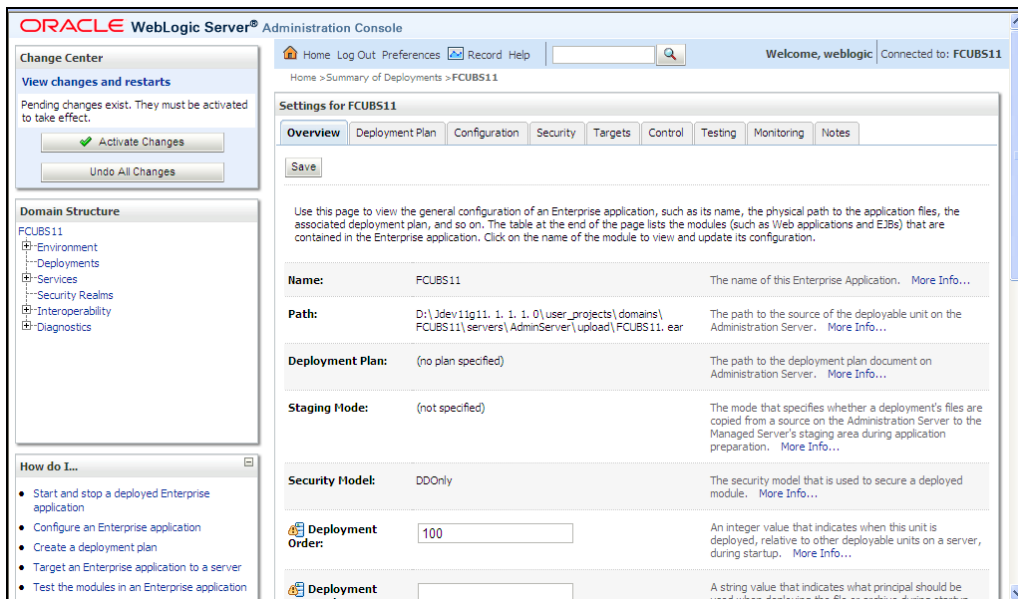 ORACLE WebLogic Server® Administration Console
Change Center
View changes and restarts
Pending changes exist. They must be activated
to take effect.
Activate Changes
Undo All Changes
Domain Structure
FCUBS11
Environment
Deployments
Services
Security Realms
Interoperability
Diagnostics
How do I...
Start and stop a deployed Enterprise
application
Configure an Enterprise application
Create a deployment plan
Target an Enterprise application to a server
Test the modules in an Enterprise application
Home Log Out Preferences Record Help
Welcome, weblogic Connected to: FCUBS11
Home >Summary of Deployments >FCUBS11
Settings for FCUBS11
Overview Deployment Plan Configuration Security Targets Control Testing Monitoring Notes
Save
Use this page to view the general configuration of an Enterprise application, such as its name, the physical path to the application files, the
associated deployment plan, and so on. The table at the end of the page lists the modules (such as Web applications and EJBs) that are
contained in the Enterprise application. Click on the name of the module to view and update its configuration.
Name: FCUBS11 The name of this Enterprise Application. More Info...
Path: D:\Jdev11g11. 1. 1. 1. 0\user_projects\domains\ The path to the source of the deployable unit on the
FCUBS11\servers\AdminServer\upload\FCUBS11. ear Administration Server. More Info...
Deployment Plan: (no plan specified) The path to the deployment plan document on
Administration Server. More Info...
Staging Mode: (not specified) The mode that specifies whether a deployment's files are
copied from a source on the Administration Server to the
Managed Server's staging area during application
preparation. More Info...
Security Model: DDOnly The security model that is used to secure a deployed
module. More Info...
Deployment 100 An integer value that indicates when this unit is
Order: deployed, relative to other deployable units on a server,
during startup. More Info...
Deployment A string value that indicates what principal should be
used when deploying the file or archive during startup